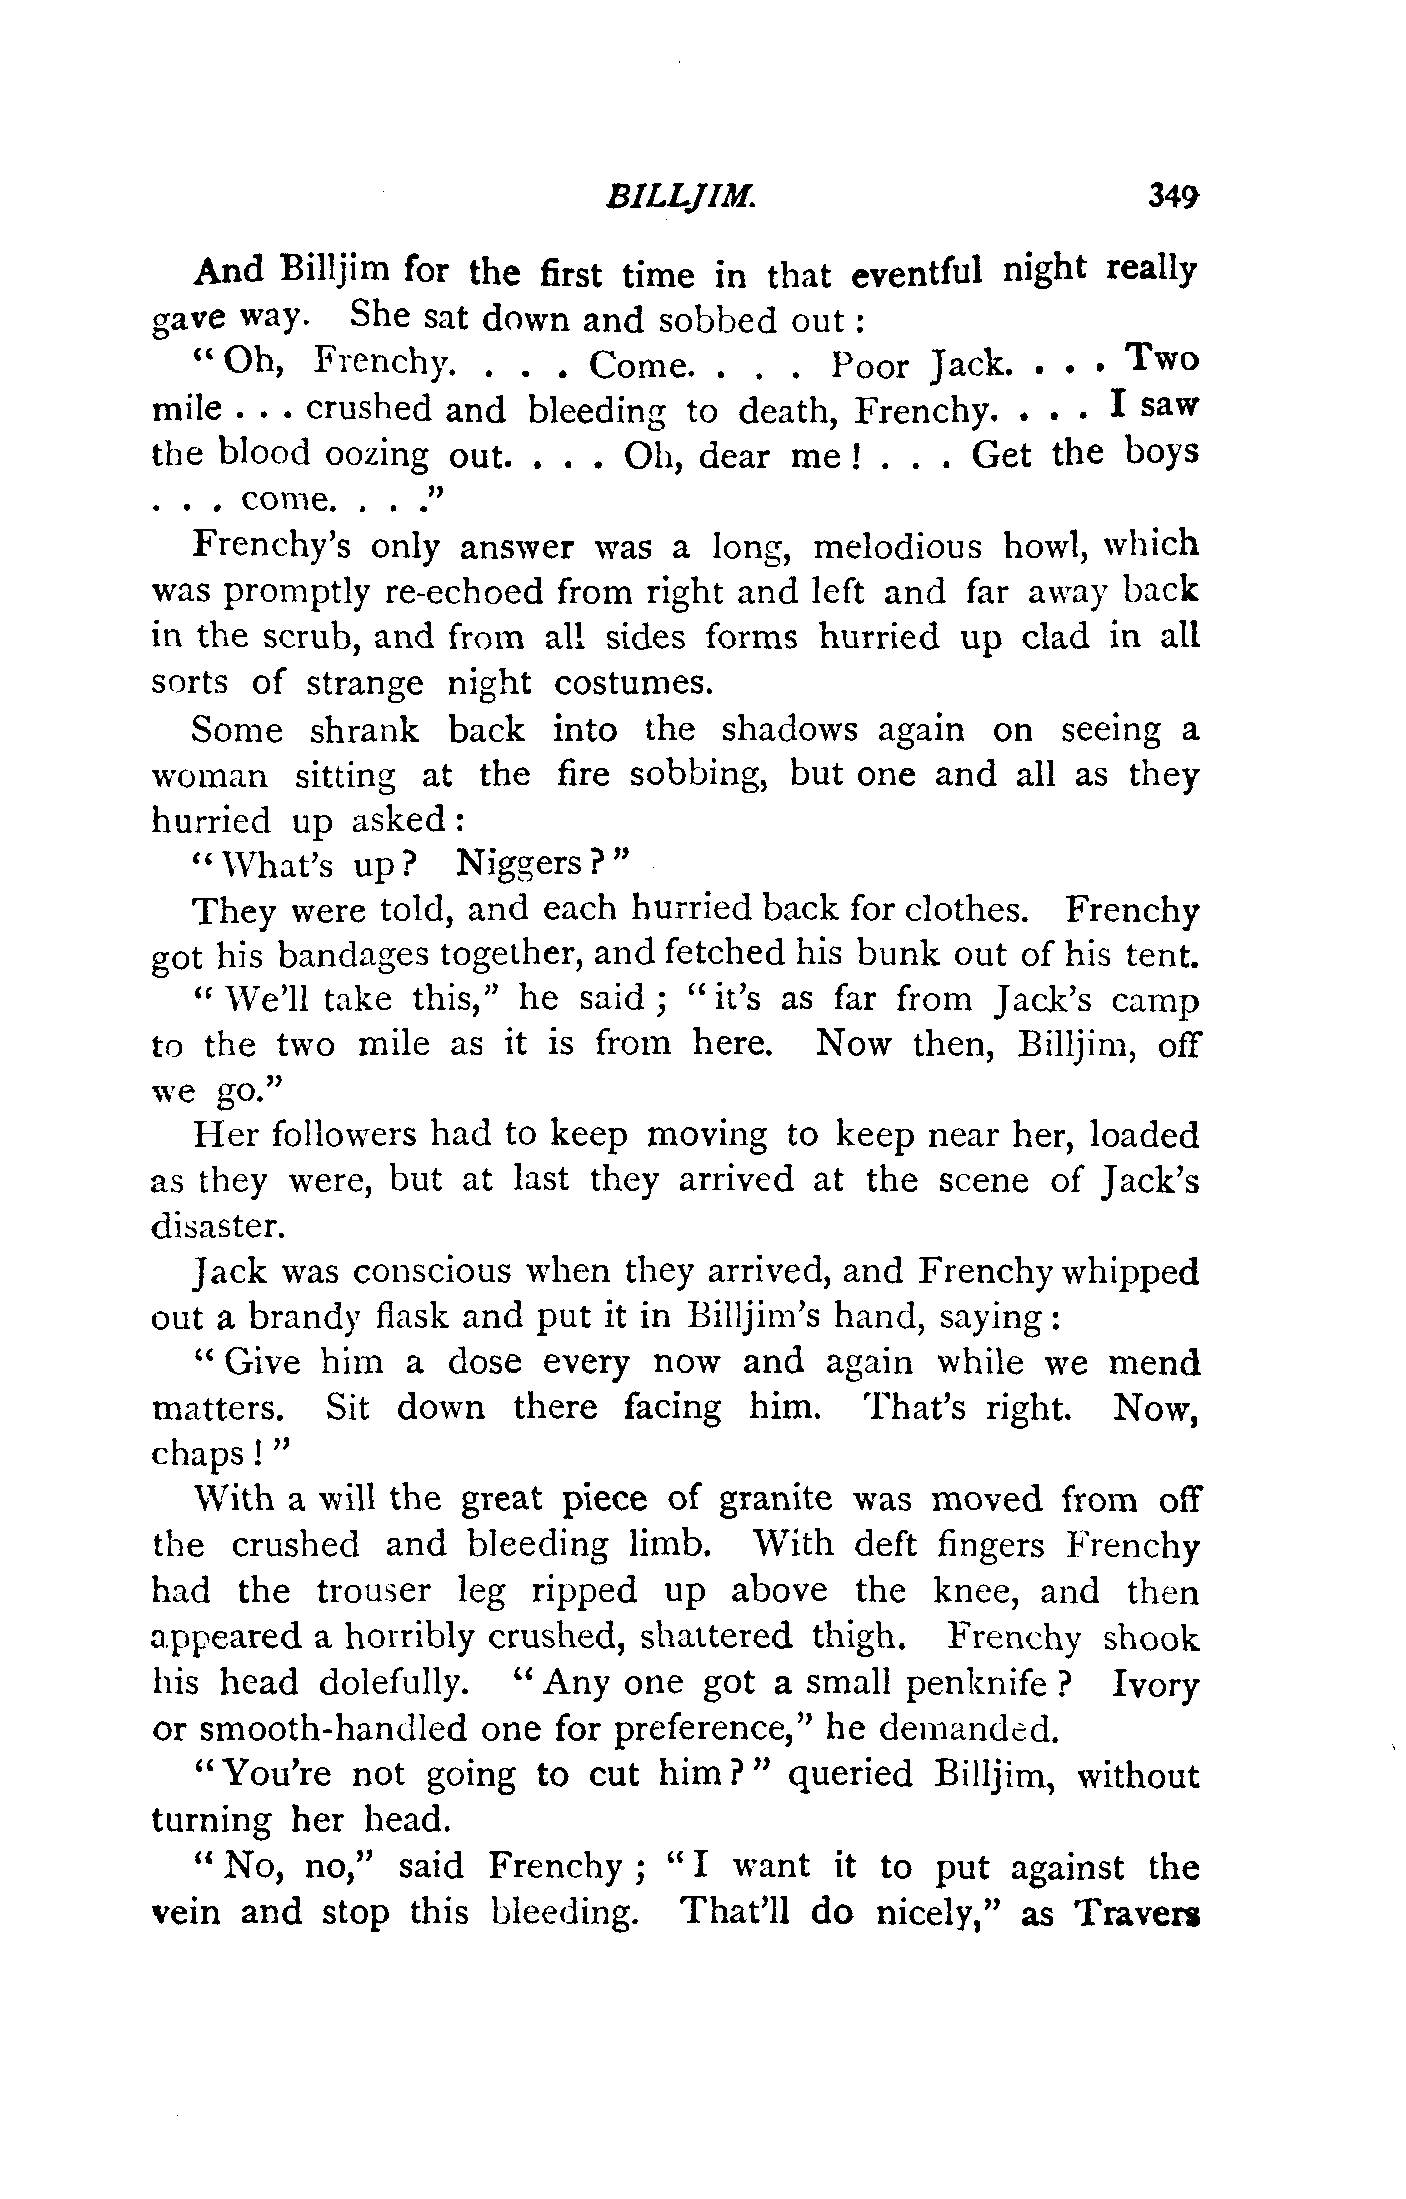 BILLJIM. 349
And Billjim for the first time in that eventful night really
gave way. She sat down and sobbed out :
“ Oh, Frenchy. . . . Come. . . . Poor Jack. . . . Two
mile . . . crushed and bleeding to death, Frenchy. . . . I saw
the blood oozing out. . . . Oh, dear me ! . . . Get the boys
. . . come. . . .”
Frenchy’s only answer was a long, melodious howl, which
was promptly re-echoed from right and left and far away back
in the scrub, and from all sides forms hurried up clad in all
sorts of strange night costumes.
Some shrank back into the shadows again on seeing a
woman sitting at the fire sobbing, but one and all as they
hurried up asked :
“ What’s up ? Niggers ? ”
They were told, and each hurried back for clothes. Frenchy
got his bandages together, and fetched his bunk out of his tent.
“ We’ll take this,” he said ; “ it’s as far from Jack’s camp
to the two mile as it is from here. Now then, Billjim, off
we go.”
Her followers had to keep moving to keep near her, loaded
as they were, but at last they arrived at the scene of Jack’s
disaster.
Jack was conscious when they arrived, and Frenchy whipped
out a brandy flask and put it in Billjim’s hand, saying :
“ Give him a dose every now and again while we mend
matters. Sit down there facing him. That’s right. Now,
chaps ! ”
With a will the great piece of granite was moved from off
the crushed and bleeding limb. With deft fingers Frenchy
had the trouser leg ripped up above the knee, and then
appeared a horribly crushed, shattered thigh. Frenchy shook
his head dolefully. “ Any one got a small penknife ? Ivory
or smooth-handled one for preference,” he demanded.
“ You’re not going to cut him ? ” queried Billjim, without
turning her head.
“ No, no,” said Frenchy ; “ I want it to put against the
vein and stop this bleeding. That’ll do nicely,” as Travers